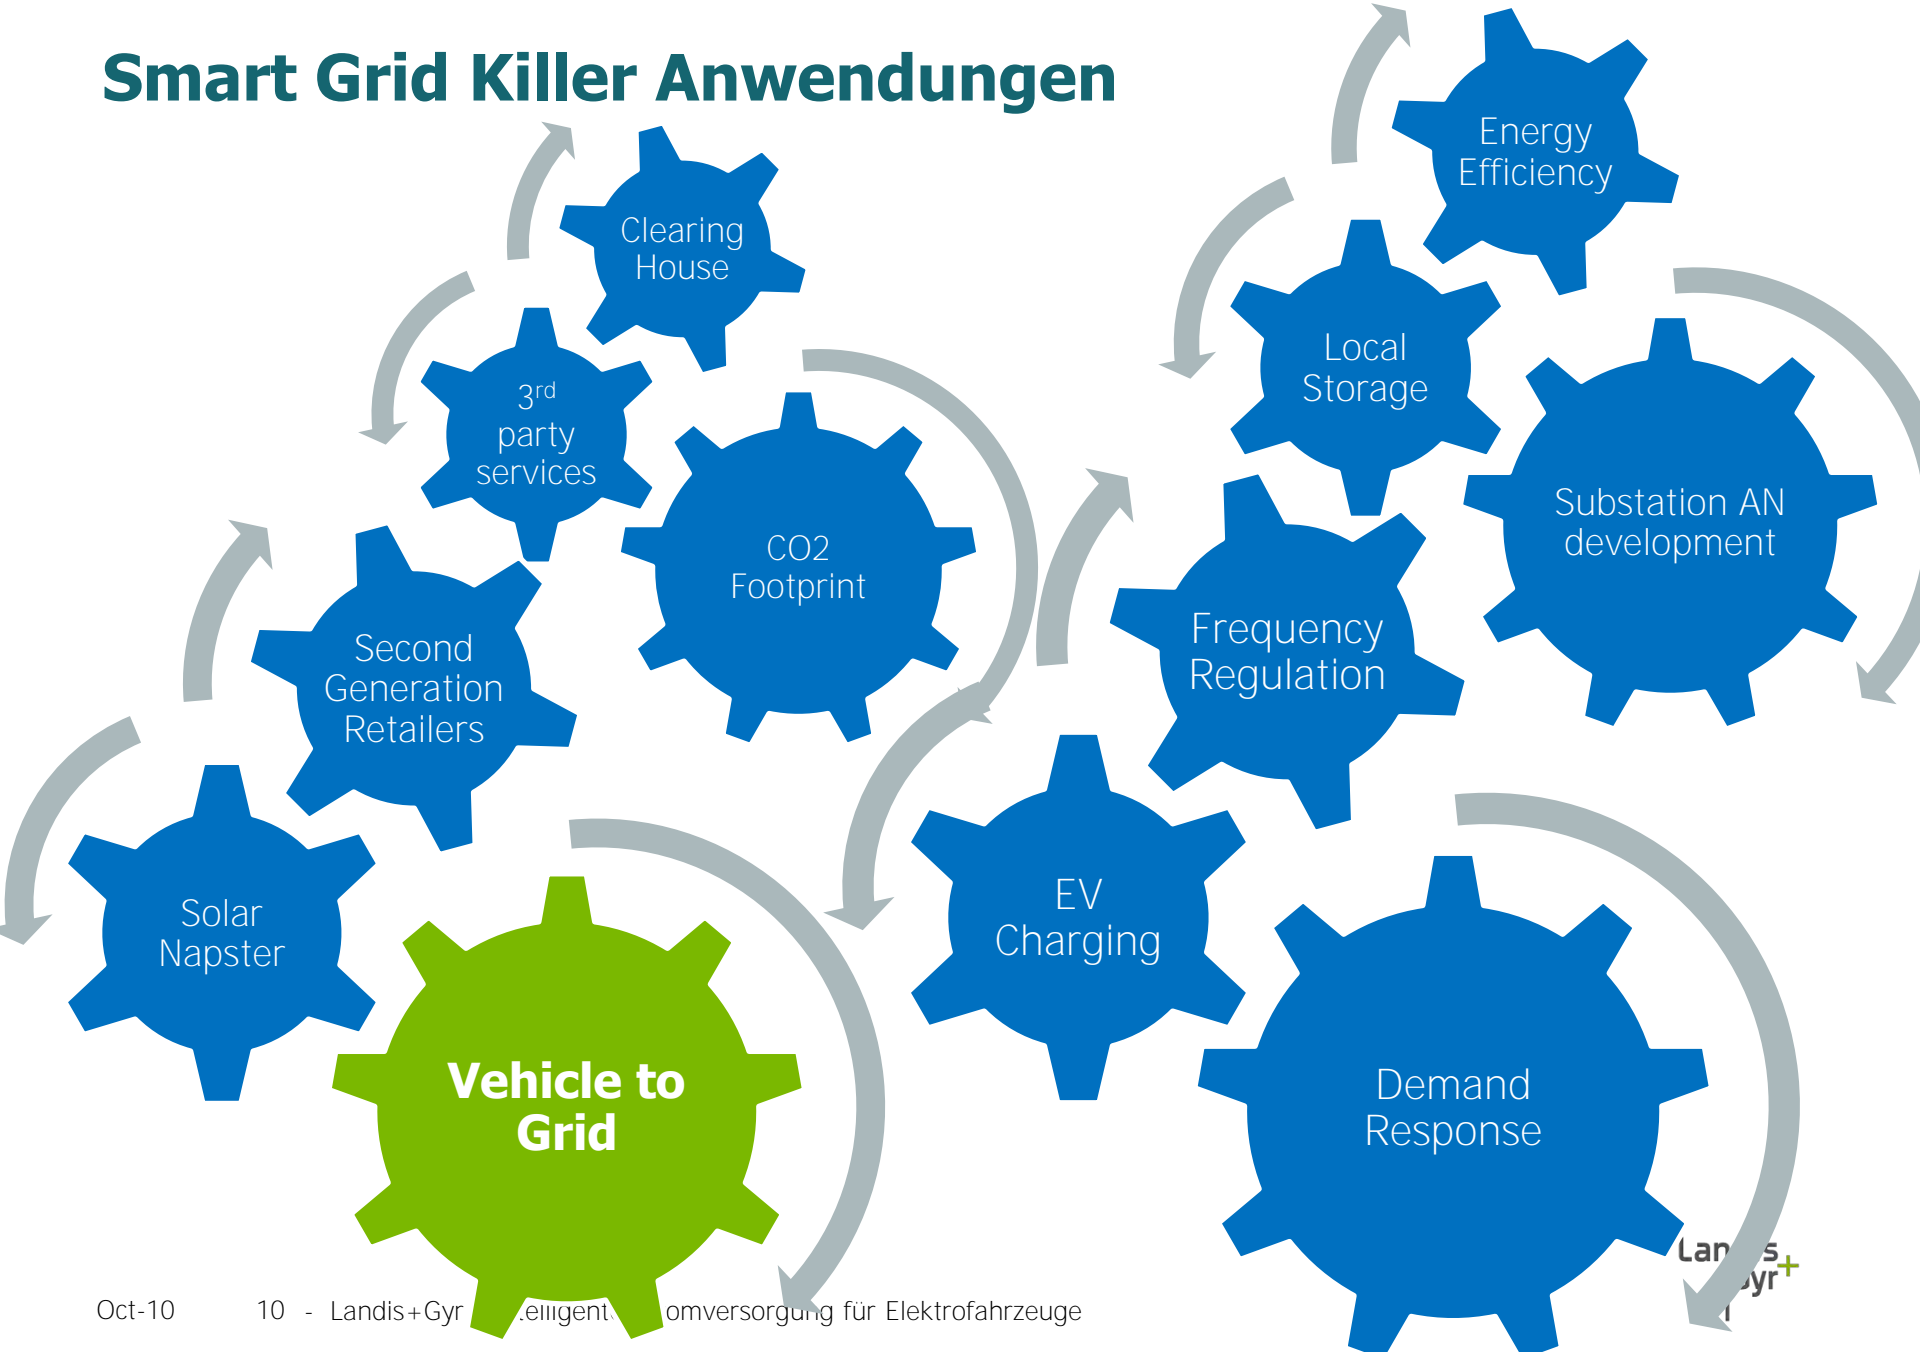 Smart Grid Killer Anwendungen
Energy
Efficiency
Clearing
House
Local
Storage
3rd
party
services
Substation AN
development
CO2
Footprint
Frequency
Regulation
Second
Generation
Retailers
EV
Charging
Solar
Napster
Vehicle to
Grid
Demand
Response
Oct-10 10 - Landis+Gyr für Elektrofahrzeuge